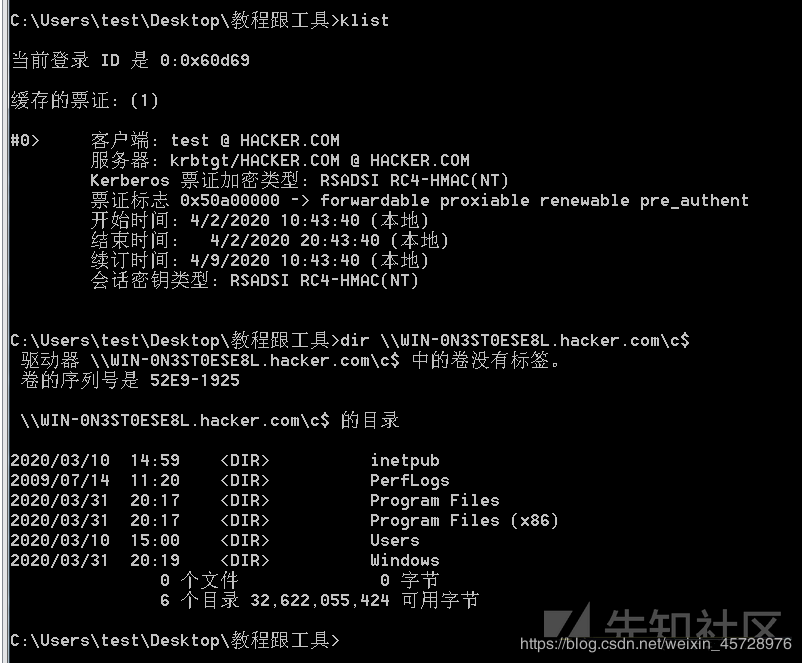 C:\Users\test\Desktop\教程跟工具>klist
当前登录 ID 是 0:0x60d69
缓存的票证: (1)
#0> 客户端: test @ HACKER.COM
服务器: krbtgt/HACKER.COM @ HACKER.COM
Kerberos 票证加密类型: RSADSI RC4-HMAC(NT)
票证标志 0x50a00000 -> forwardable proxiable renewable pre_authent
开始时间: 4/2/2020 10:43:40 (本地)
结束时间: 4/2/2020 20:43:40 (本地)
续订时间: 4/9/2020 10:43:40 (本地)
会话密钥类型: RSADSI RC4-HMAC(NT)
C:\Users\test\Desktop\教程跟工具>dir \\WIN-0N3ST0ESE8L.hacker.com\c$
驱动器 \\WIN-0N3ST0ESE8L.hacker.com\c$ 中的卷没有标签。
卷的序列号是 52E9-1925
\\WIN-0N3ST0ESE8L.hacker.com\c$ 的目录
2020/03/10 14:59 <DIR> inetpub
2009/07/14 11:20 <DIR> PerfLogs
2020/03/31 20:17 <DIR> Program Files
2020/03/31 20:17 <DIR> Program Files (x86)
2020/03/10 15:00 <DIR> Users
2020/03/31 20:19 <DIR> Windows
0 个文件 0 字节
6 个目录 32,622,055,424 可用字节
C:\Users\test\Desktop\教程跟工具>
先知社区
https://blog.csdn.net/weixin_45728976